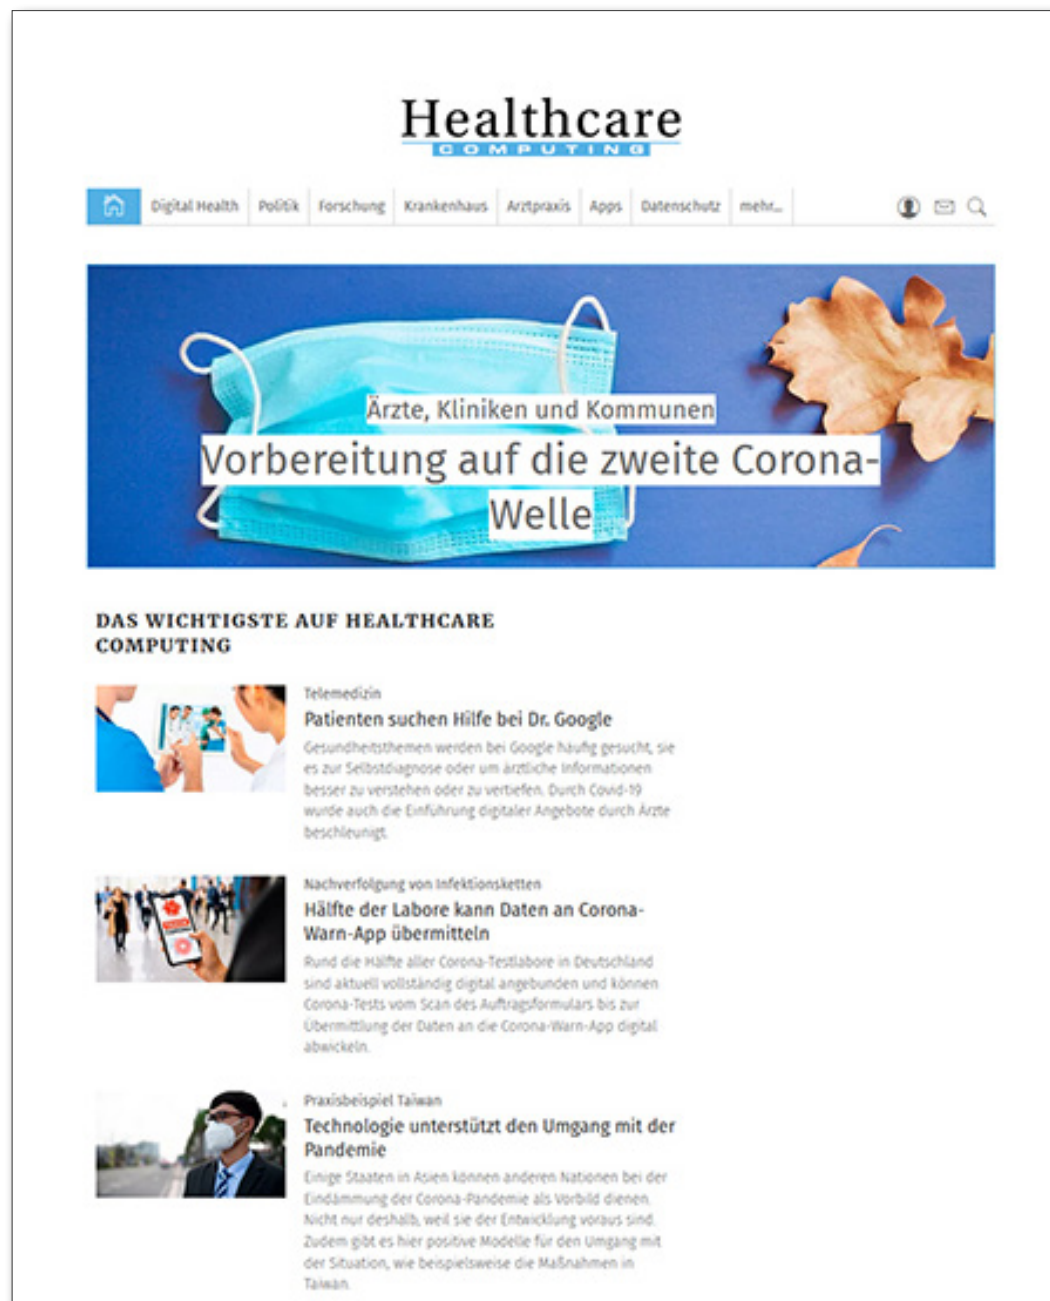 Healthcare
COMPUTING
Digital Health Politik Forschung Krankenhaus Arztpraxis Apps Datenschutz mehr...
Ärzte, Kliniken und Kommunen
Vorbereitung auf die zweite Corona-
Welle
DAS WICHTIGSTE AUF HEALTHCARE
COMPUTING
Telemedizin
Patienten suchen Hilfe bei Dr. Google
Gesundheitsthemen werden bei Google häufig gesucht, sie
es zur Selbstdiagnose oder um ärztliche Informationen
besser zu verstehen oder zu vertiefen. Durch Covid-19
wurde auch die Einführung digitaler Angebote durch Ärzte
beschleunigt.
Nachverfolgung von Infektionsketten
Hälfte der Labore kann Daten an Corona-
Warn-App übermitteln
Rund die Hälfte aller Corona-Testlabore in Deutschland
sind aktuell vollständig digital angebunden und können
Corona-Tests vom Scan des Auftragsformulars bis zur
Übermittlung der Daten an die Corona-Warn-App digital
abwickeln.
Praxisbeispiel Taiwan
Technologie unterstützt den Umgang mit der
Pandemie
Einige Staaten in Asien können anderen Nationen bei der
Eindämmung der Corona-Pandemie als Vorbild dienen.
Nicht nur deshalb, weil sie der Entwicklung voraus sind.
Zudem gibt es hier positive Modelle für den Umgang mit
der Situation, wie beispielsweise die Maßnahmen in
Taiwan.